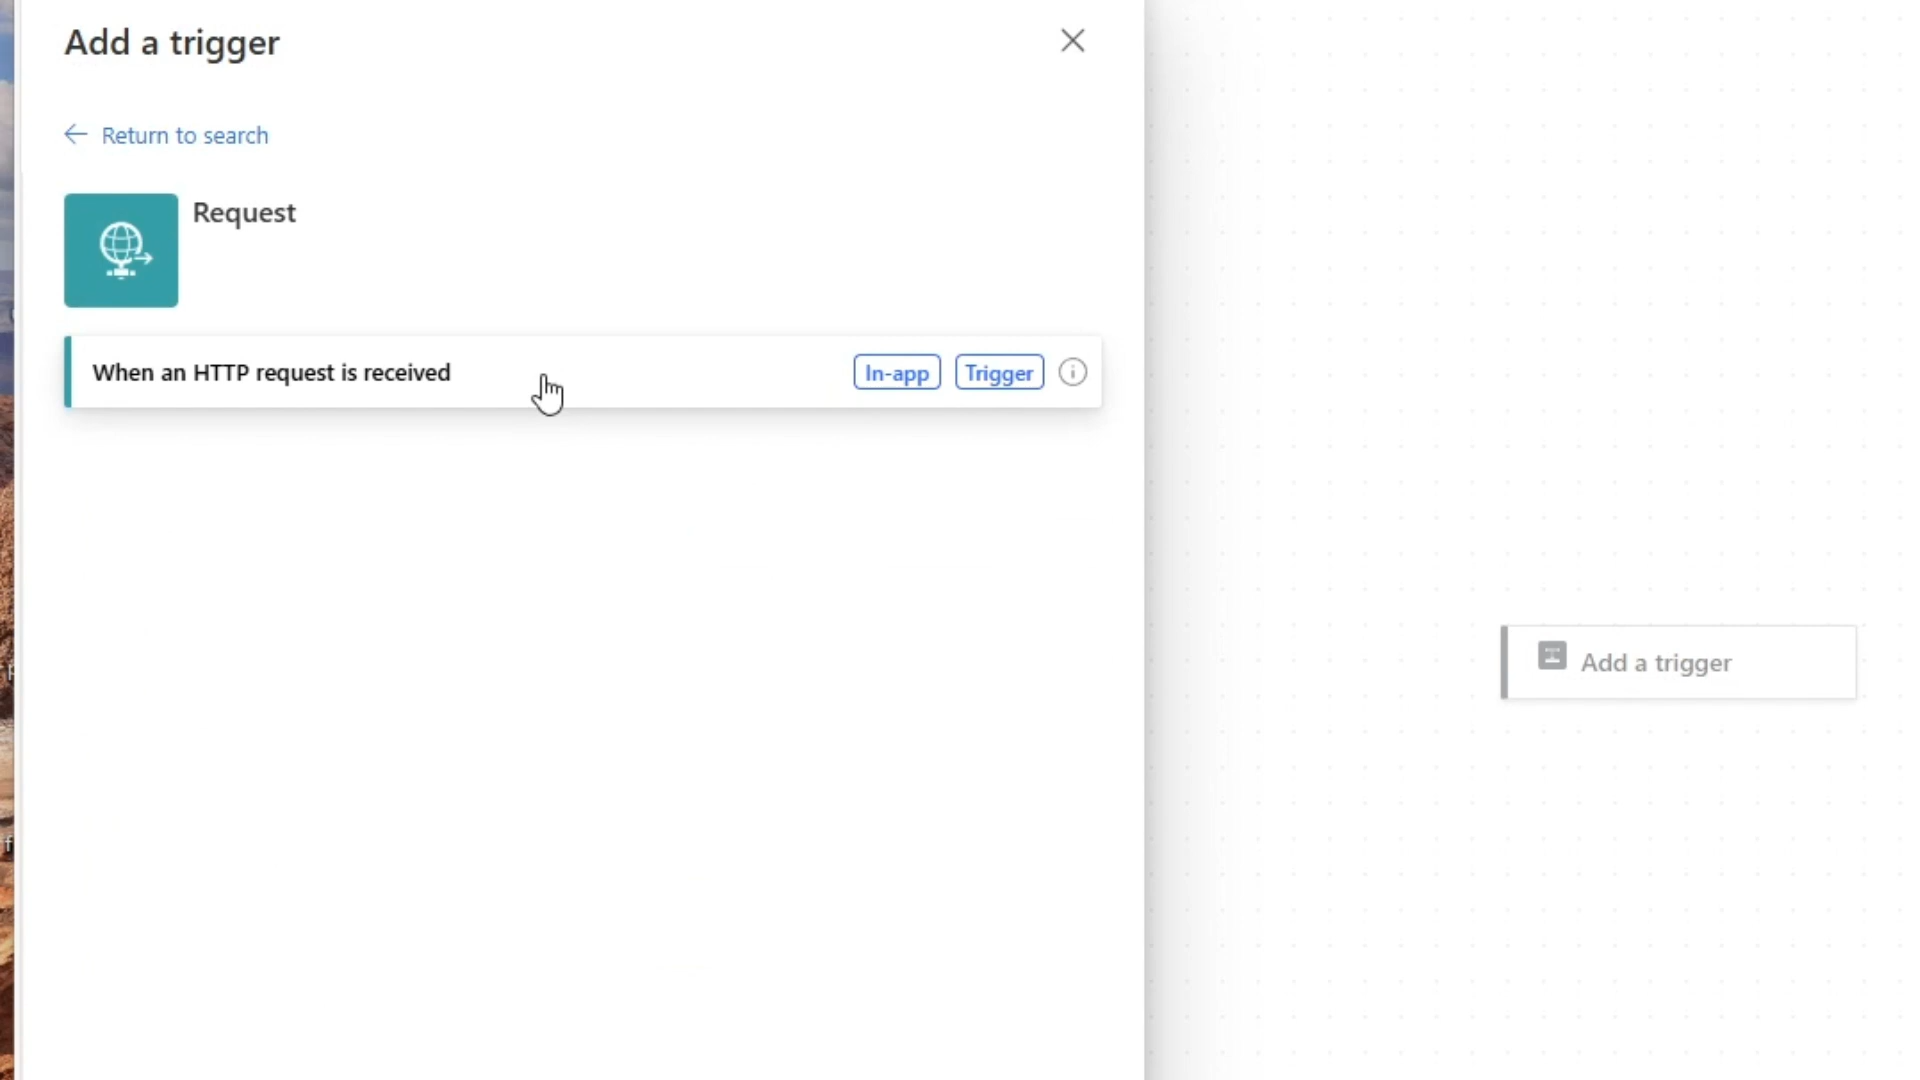 Add a trigger
Return to search
Request
When an HTTP request is received
In-app
Trigger
Add a trigger